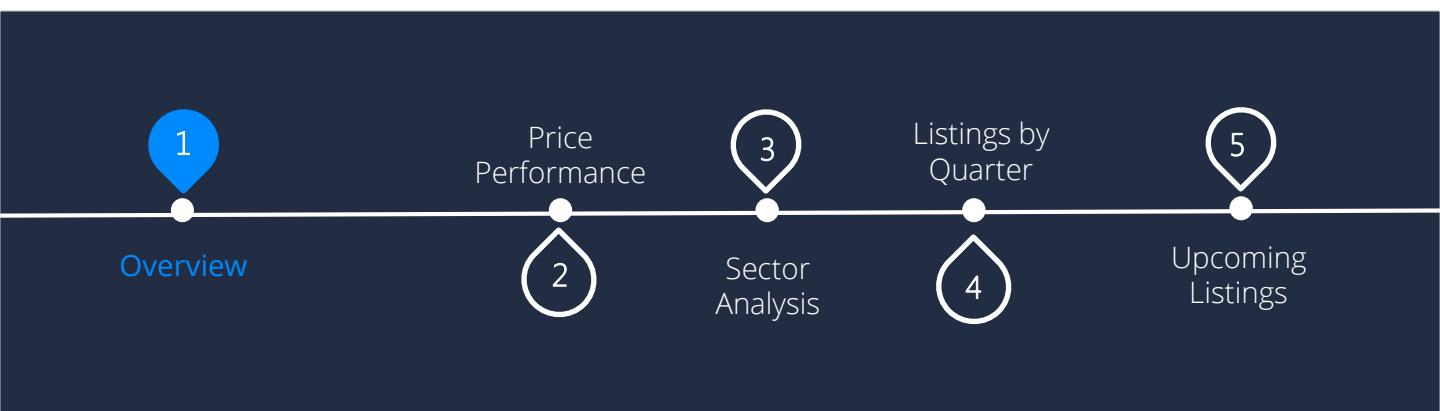 1
Overview
Price
Performance
2
3
Sector
Analysis
Listings by
Quarter
4
5
Upcoming
Listings